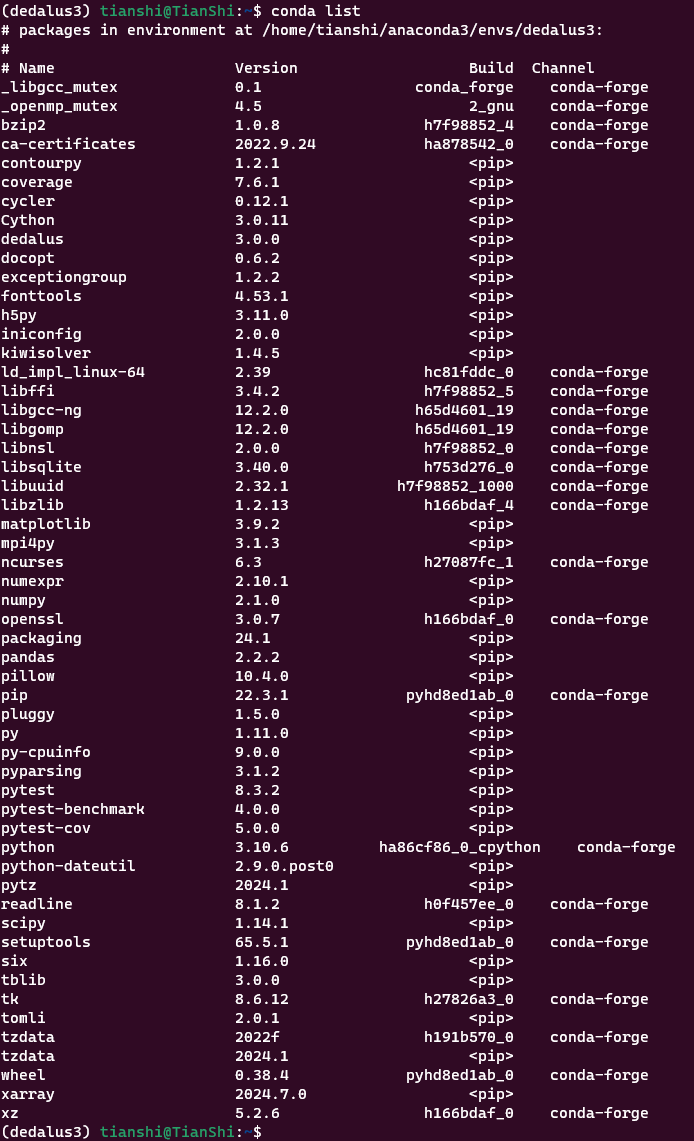 (dedalus3) tianshi@TianShi:~$ conda list
# packages in environment at /home/tianshi/anaconda3/envs/dedalus3:
#
# Name                    Version                   Build  Channel
_libgcc_mutex             0.1                 conda_forge    conda-forge
_openmp_mutex             4.5                       2_gnu    conda-forge
bzip2                     1.0.8                h7f98852_4    conda-forge
ca-certificates           2022.9.24            ha878542_0    conda-forge
contourpy                 1.2.1                     <pip>
coverage                  7.6.1                     <pip>
cycler                    0.12.1                    <pip>
Cython                    3.0.11                    <pip>
dedalus                   3.0.0                     <pip>
docopt                    0.6.2                     <pip>
exceptiongroup            1.2.2                     <pip>
fonttools                 4.53.1                    <pip>
h5py                      3.11.0                    <pip>
iniconfig                 2.0.0                     <pip>
kiwisolver                1.4.5                     <pip>
ld_impl_linux-64          2.39                 hc81fddc_0    conda-forge
libffi                    3.4.2                h7f98852_5    conda-forge
libgcc-ng                 12.2.0              h65d4601_19    conda-forge
libgomp                   12.2.0              h65d4601_19    conda-forge
libnsl                    2.0.0                h7f98852_0    conda-forge
libsqlite                 3.40.0               h753d276_0    conda-forge
libuuid                   2.32.1            h7f98852_1000    conda-forge
libzlib                   1.2.13               h166bdaf_4    conda-forge
matplotlib                3.9.2                     <pip>
mpi4py                    3.1.3                     <pip>
ncurses                   6.3                  h27087fc_1    conda-forge
numexpr                   2.10.1                    <pip>
numpy                     2.1.0                     <pip>
openssl                   3.0.7                h166bdaf_0    conda-forge
packaging                 24.1                      <pip>
pandas                    2.2.2                     <pip>
pillow                    10.4.0                    <pip>
pip                       22.3.1             pyhd8ed1ab_0    conda-forge
pluggy                    1.5.0                     <pip>
py                        1.11.0                    <pip>
py-cpuinfo                9.0.0                     <pip>
pyparsing                 3.1.2                     <pip>
pytest                    8.3.2                     <pip>
pytest-benchmark          4.0.0                     <pip>
pytest-cov                5.0.0                     <pip>
python                    3.10.6          ha86cf86_0_cpython    conda-forge
python-dateutil           2.9.0.post0               <pip>
pytz                      2024.1                    <pip>
readline                  8.1.2                h0f457ee_0    conda-forge
scipy                     1.14.1                    <pip>
setuptools                65.5.1             pyhd8ed1ab_0    conda-forge
six                       1.16.0                    <pip>
tblib                     3.0.0                     <pip>
tk                        8.6.12               h27826a3_0    conda-forge
tomli                     2.0.1                     <pip>
tzdata                    2022f                h191b570_0    conda-forge
tzdata                    2024.1                    <pip>
wheel                     0.38.4             pyhd8ed1ab_0    conda-forge
xarray                    2024.7.0                  <pip>
xz                        5.2.6                h166bdaf_0    conda-forge
(dedalus3) tianshi@TianShi:~$